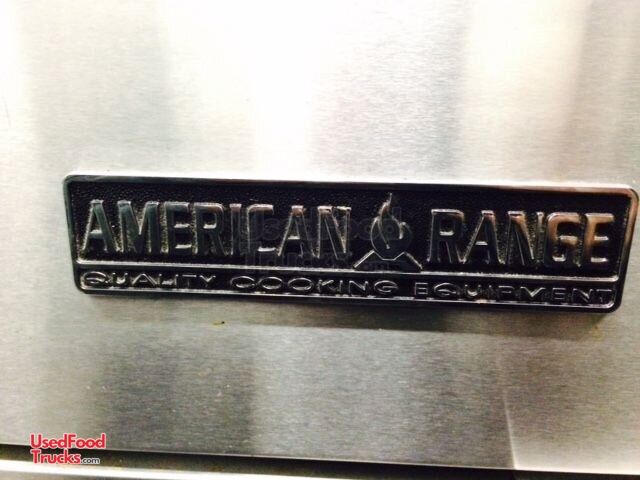 AMERICAN RANGE
QUALITY COOKING EQUIPMENT
UsedFood
Trucks.com